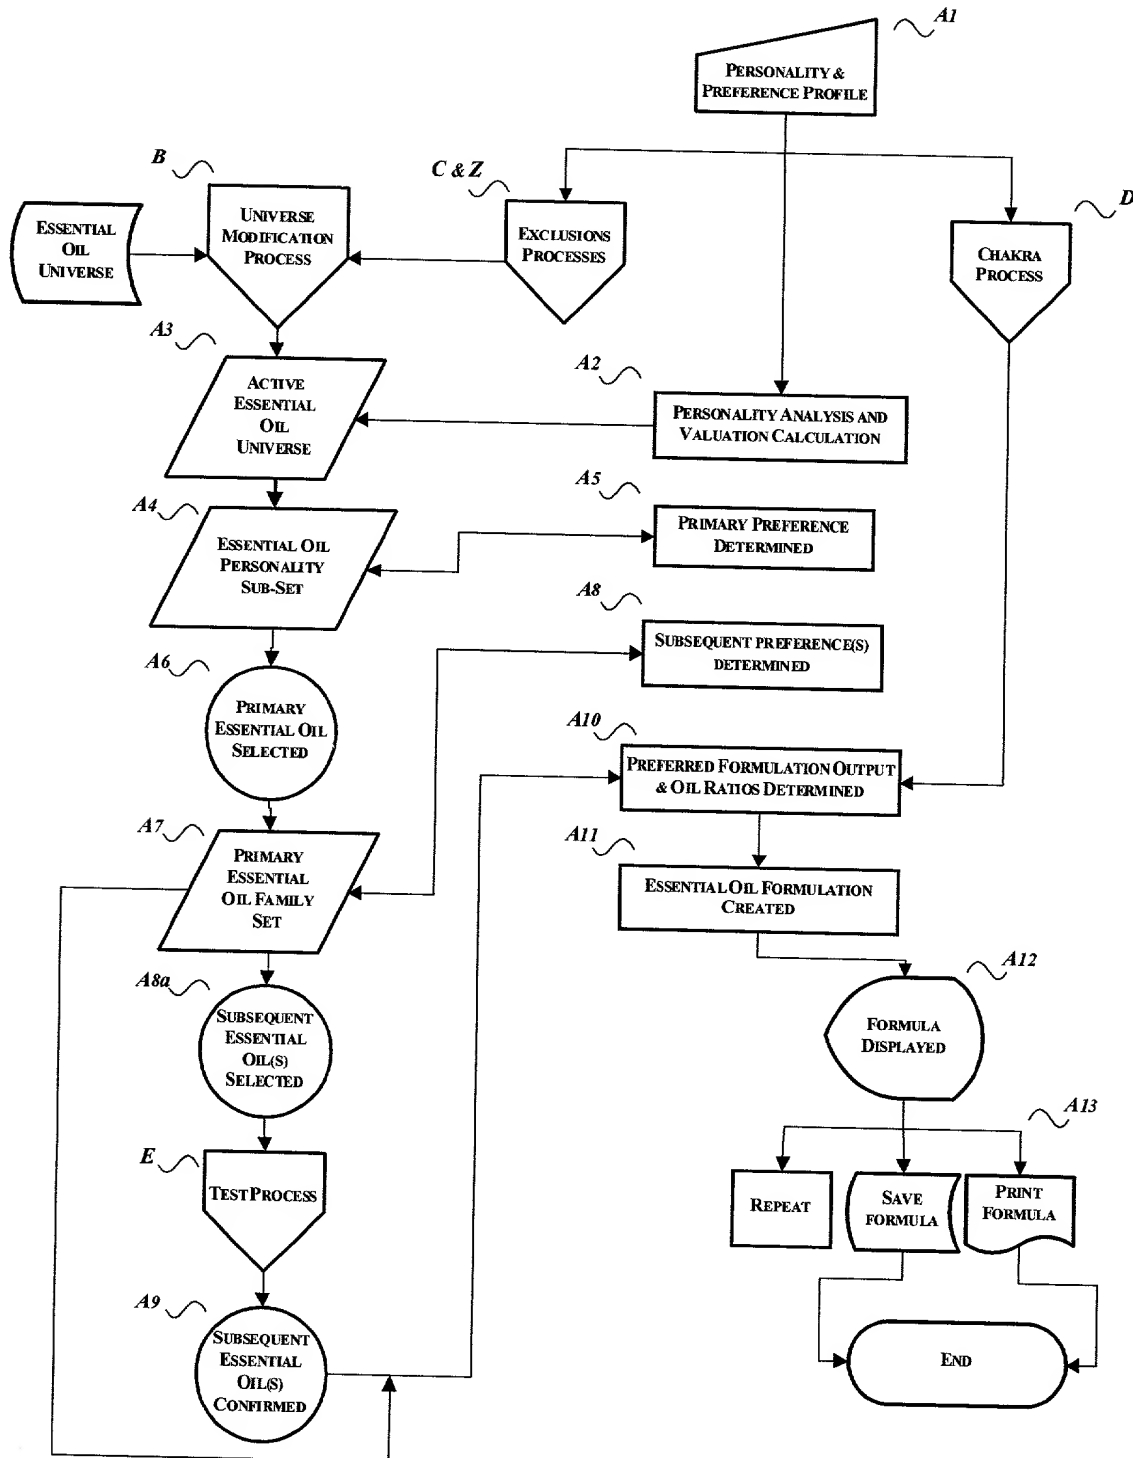 A1
PERSONALITY &
PREFERENCE PROFILE
B
C & Z
D
ESSENTIAL
OIL
UNIVERSE
UNIVERSE
MODIFICATION
PROCESS
EXCLUSIONS
PROCESSES
CHAKRA
PROCESS
A3
ACTIVE
ESSENTIAL
OIL
UNIVERSE
A2
PERSONALITY ANALYSIS AND
VALUATION CALCULATION
A4
ESSENTIAL OIL
PERSONALITY
SUB-SET
A5
PRIMARY PREFERENCE
DETERMINED
A8
SUBSEQUENT PREFERENCE(S)
DETERMINED
A6
PRIMARY
ESSENTIAL OIL
SELECTED
A10
PREFERRED FORMULATION OUTPUT
& OIL RATIOS DETERMINED
A7
PRIMARY
ESSENTIAL
OIL FAMILY
SET
A11
ESSENTIAL OIL FORMULATION
CREATED
A8a
SUBSEQUENT
ESSENTIAL
OIL(S)
SELECTED
A12
FORMULA
DISPLAYED
E
TEST PROCESS
A13
REPEAT
SAVE
FORMULA
PRINT
FORMULA
A9
SUBSEQUENT
ESSENTIAL
OIL(S)
CONFIRMED
END